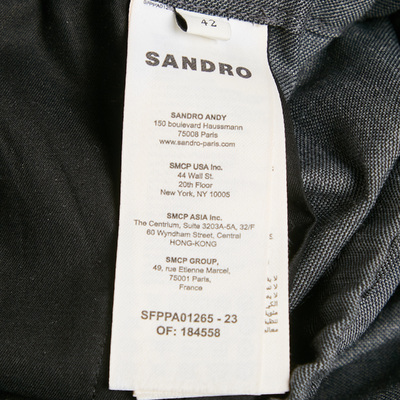 42
SANDRO
SANDRO ANDY
150 boulevard Haussmann
75008 Paris
www.sandro-paris.com
SMCP USA Inc.
44 Wall St.
20th Floor
New York, NY 10005
SMCP ASIA Inc.
The Centrium, Suite 3203A-5A, 32/F
60 Wyndham Street, Central
HONG-KONG
SMCP GROUP,
49, rue Etienne Marcel,
75001 Paris,
France
SFPPA01265 - 23
OF: 184558